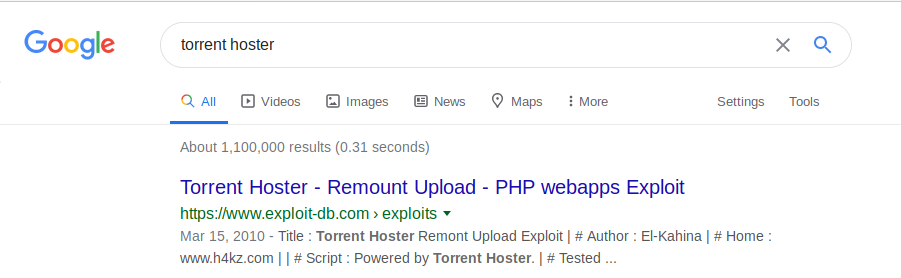 Google torrent hoster
All Videos Images News Maps More Settings Tools
About 1,100,000 results (0.31 seconds)
Torrent Hoster - Remount Upload - PHP webapps Exploit
https://www.exploit-db.com › exploits
Mar 15, 2010 - Title : Torrent Hoster Remont Upload Exploit | # Author : El-Kahina | # Home :
www.h4kz.com | | # Script : Powered by Torrent Hoster. | # Tested ...